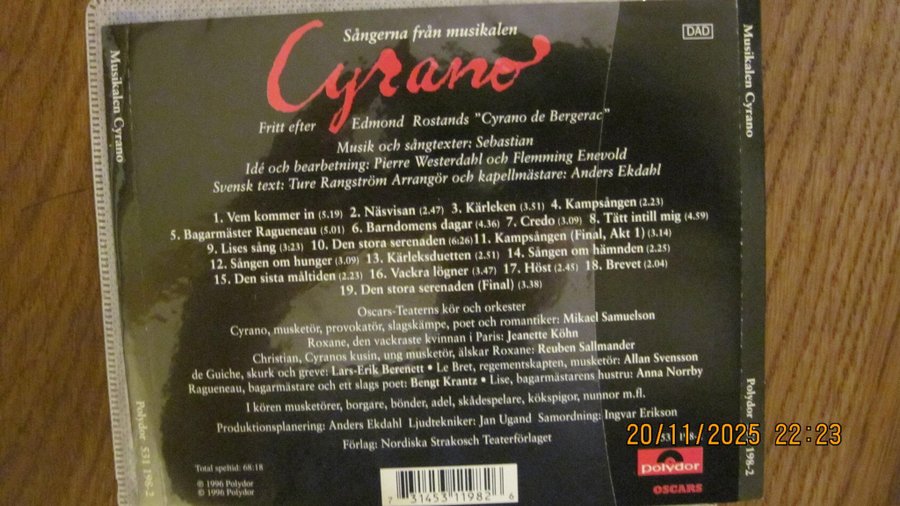 Sångerna från musikalen
DAD
Cyrano
Fritt efter Edmond Rostands "Cyrano de Bergerac"
Musik och sångtexter: Sebastian
Idé och bearbetning: Pierre Westerdahl och Flemming Enevold
Svensk text: Ture Rangström Arrangör och kapellmästare: Anders Ekdahl
1. Vem kommer in (5.19) 2. Näsvisan (2.47) 3. Kärleken (3.51) 4. Kampsången (2.23)
5. Bagarmäster Ragueneau (5.01) 6. Barndomens dagar (4.36) 7. Credo (3.09) 8. Tätt intill mig (4.59)
9. Lises sång (3:23) 10. Den stora serenaden (6:26) 11. Kampsången (Final, Akt 1) (3.14)
12. Sången om hunger (3.09) 13. Kärleksduetten (2.51) 14. Sången om hämnden (2.25)
15. Den sista måltiden (2.23) 16. Vackra lögner (3.47) 17. Höst (2.45) 18. Brevet (2.04)
19. Den stora serenaden (Final) (3.38)
Oscars-Teaterns kör och orkester
Cyrano, musketör, provokatör, slagskämpe, poet och romantiker: Mikael Samuelson
Roxane, den vackraste kvinnan i Paris: Jeanette Köhn
Christian, Cyranos kusin, ung musketör, älskar Roxane: Reuben Sallmander
de Guiche, skurk och greve: Lars-Erik Berenett • Le Bret, regementskapten, musketör: Allan Svensson
Ragueneau, bagarmästare och ett slags poet: Bengt Krantz • Lise, bagarmästarens hustru: Anna Norrby
I kören musketörer, borgare, bönder, adel, skådespelare, kökspigor, nunnor m.fl.
Produktionsplanering: Anders Ekdahl Ljudtekniker: Jan Ugand Samordning: Ingvar Erikson
Förlag: Nordiska Strakosch Teaterförlaget
Total speltid: 68:18
℗ 1996 Polydor
© 1996 Polydor
7 31453 11982 6
polydor
OSCARS
Musikalen Cyrano
Polydor 531 198-2
Musikalen Cyrano
Polydor 198-2
20/11/2025 22:23